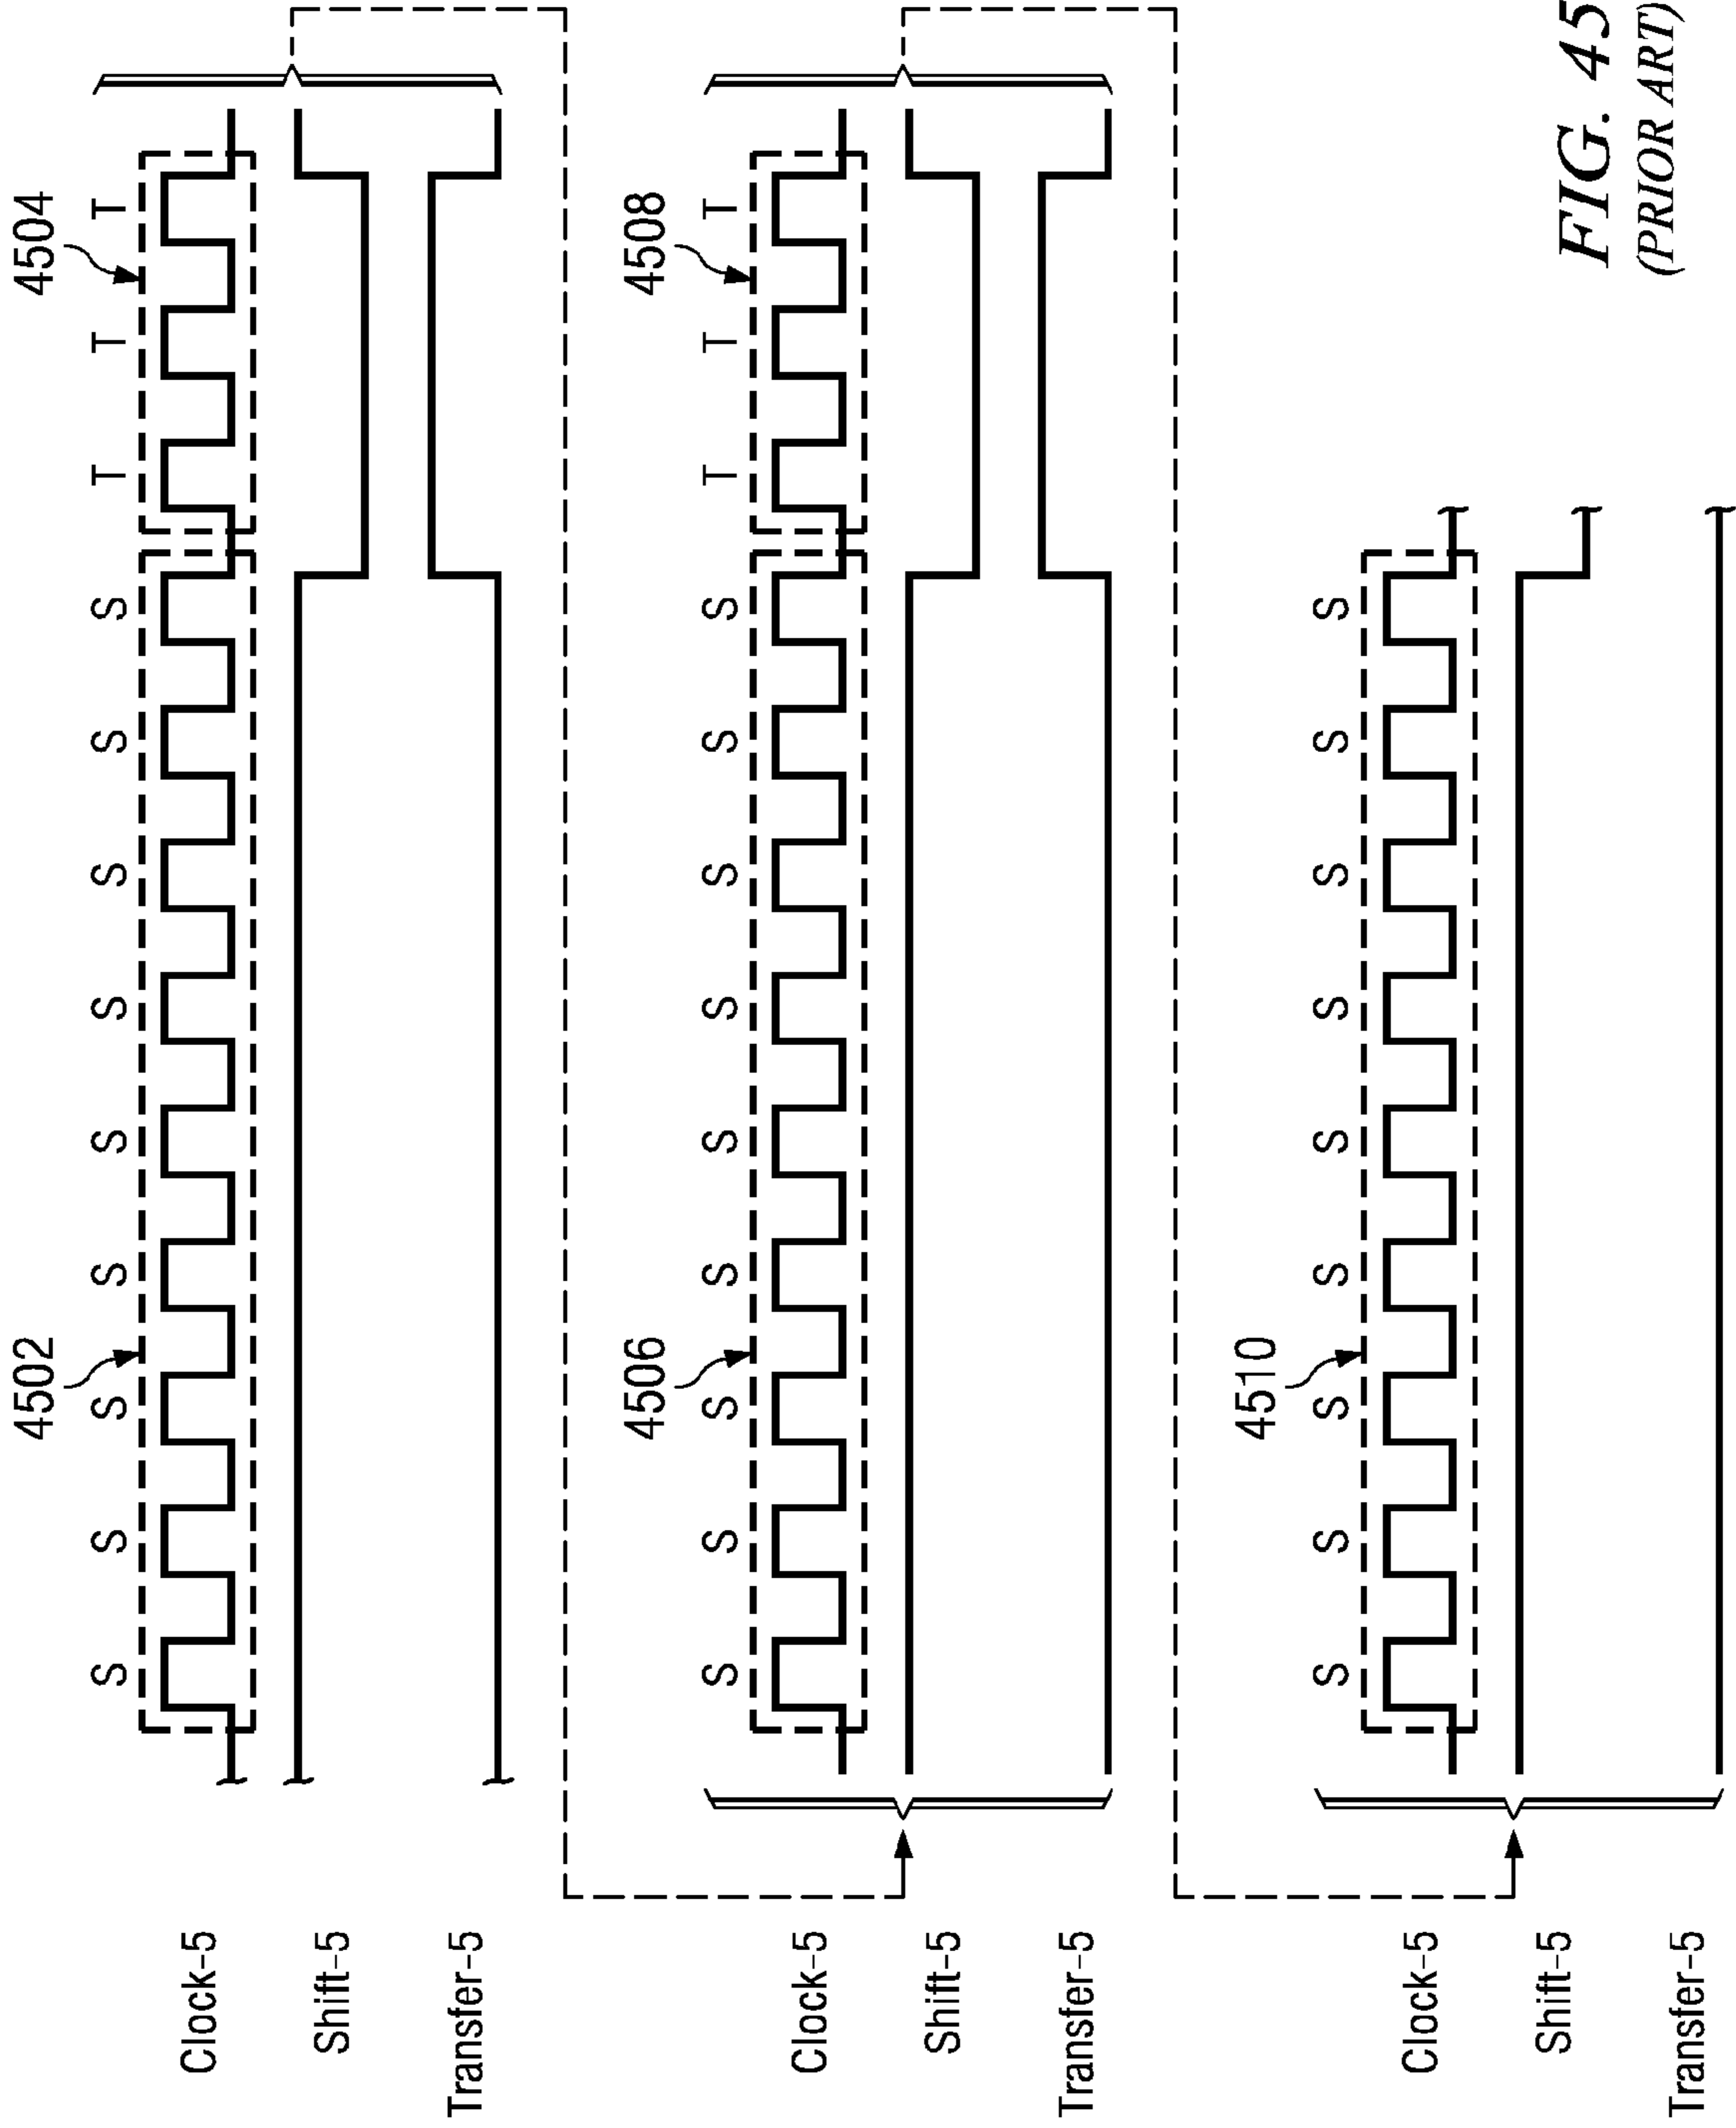 4502 4504
S S S S S S S S S T T T
Clock-5
Shift-5
Transfer-5
4506 4508
S S S S S S S S S T T T
Clock-5
Shift-5
Transfer-5
4510
S S S S S S S S S
Clock-5
Shift-5
Transfer-5
FIG. 45
(PRIOR ART)